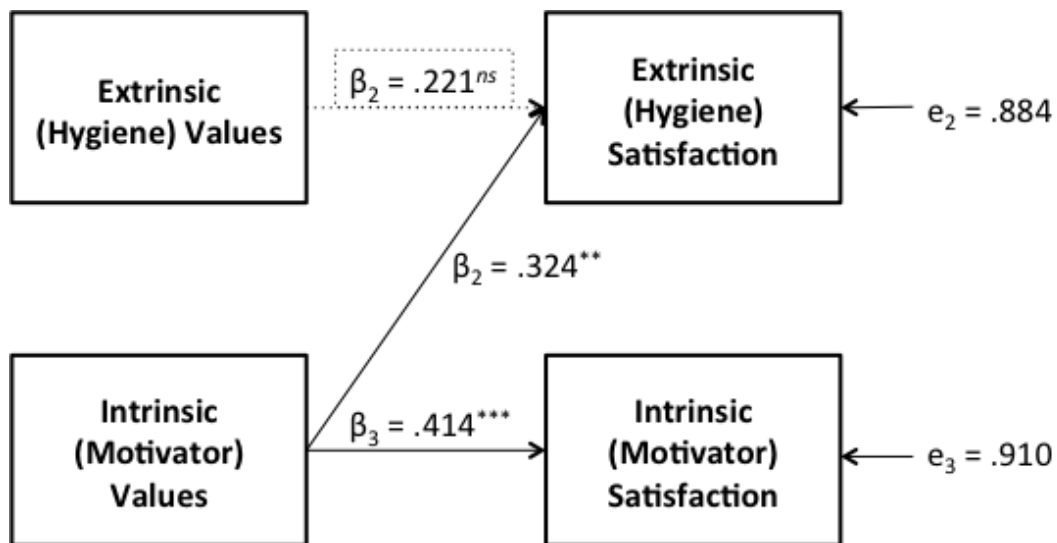 Extrinsic
(Hygiene) Values
β₂ = .221ⁿˢ
Extrinsic
(Hygiene)
Satisfaction
e₂ = .884
β₂ = .324**
Intrinsic
(Motivator)
Values
β₃ = .414***
Intrinsic
(Motivator)
Satisfaction
e₃ = .910